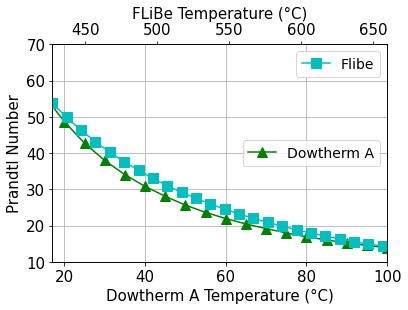 FLiBe Temperature (°C)
450 500 550 600 650
70
60
50
40
30
20
10
Prandtl Number
Flibe
Dowtherm A
20 40 60 80 100
Dowtherm A Temperature (°C)